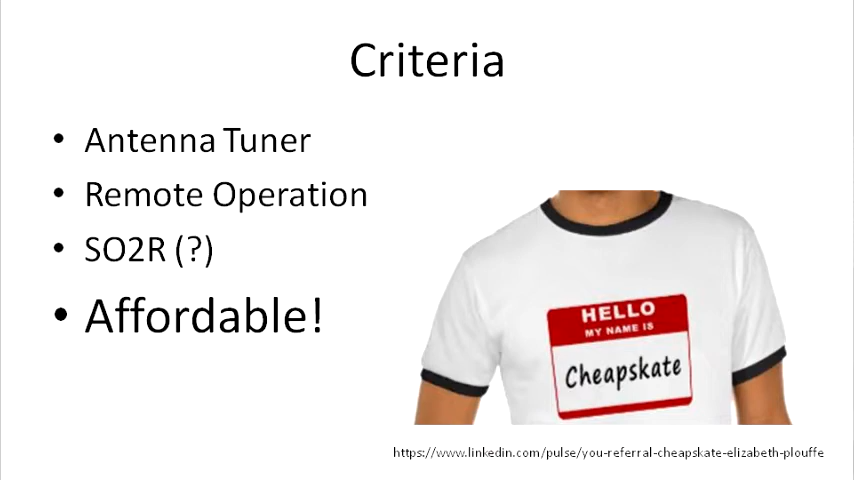 Criteria
• Antenna Tuner
• Remote Operation
• SO2R (?)
• Affordable!
HELLO
MY NAME IS
Cheapskate
https://www.linkedin.com/pulse/you-referral-cheapskate-elizabeth-plouffe